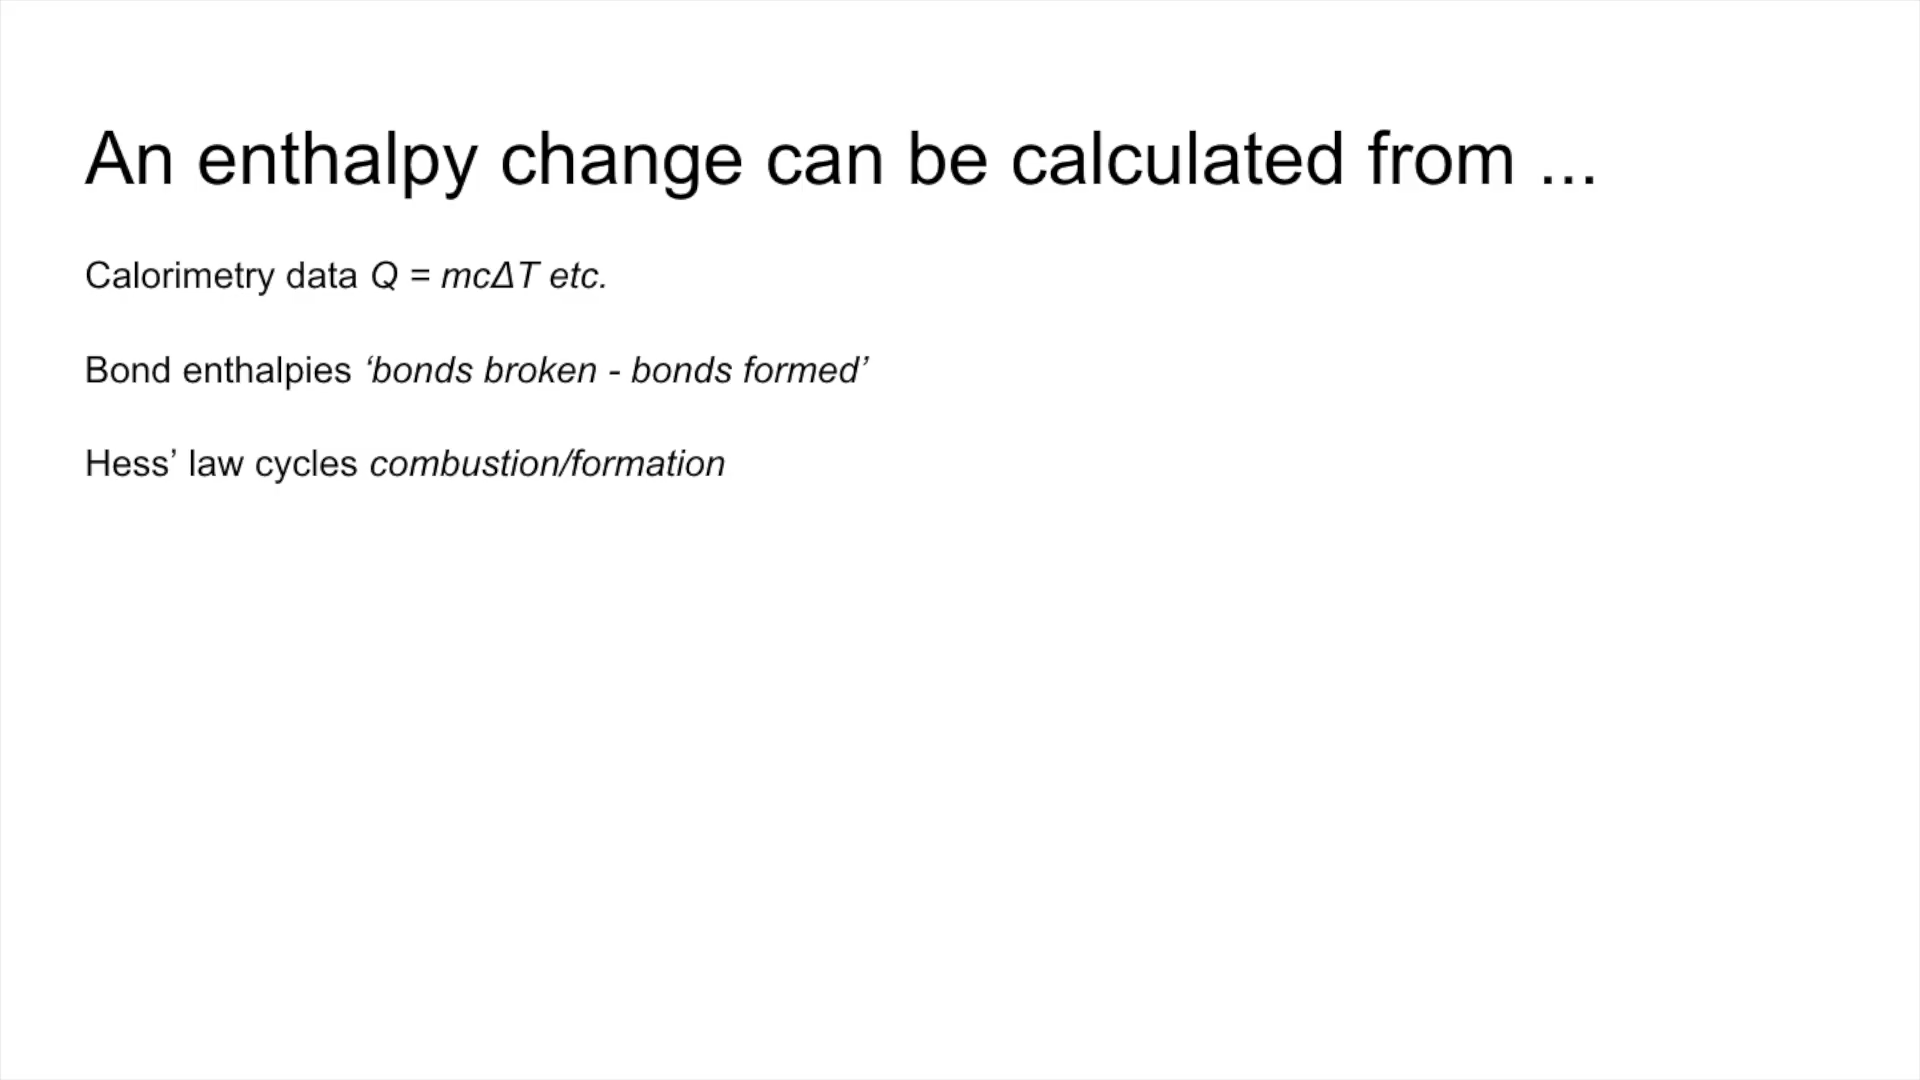 An enthalpy change can be calculated from ...
Calorimetry data Q = mcΔT etc.
Bond enthalpies ‘bonds broken - bonds formed’
Hess’ law cycles combustion/formation